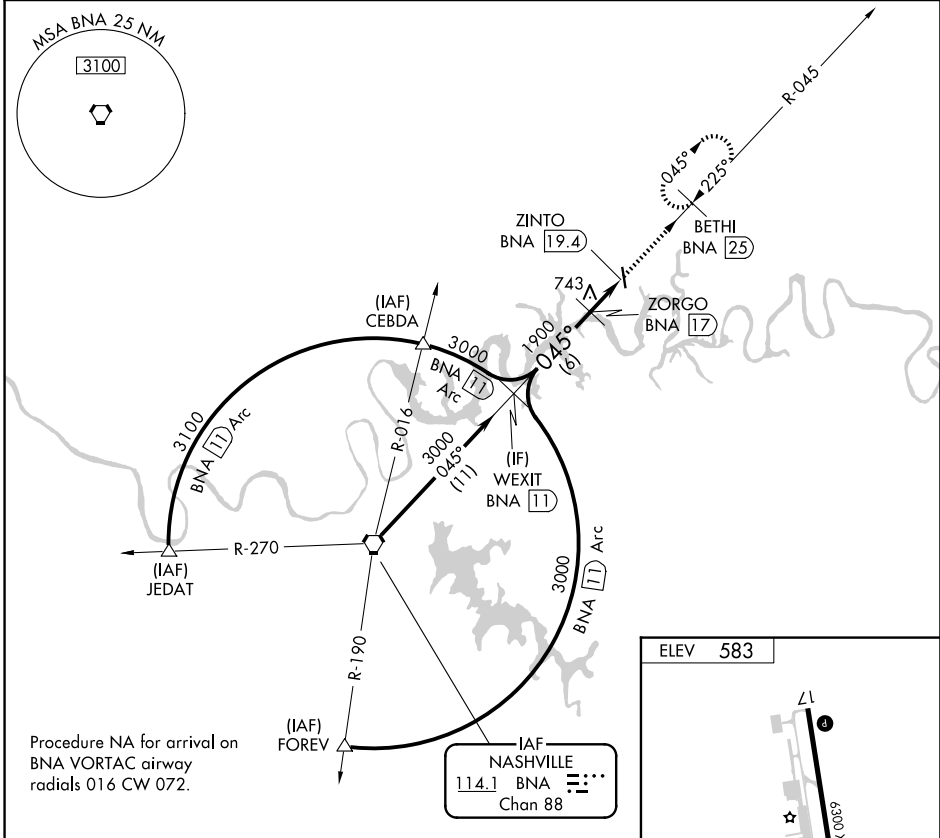 MSA BNA 25 NM
3100
R-045
045°
225°
ZINTO
BNA 19.4
BETHI
BNA 25
743
ZORGO
BNA 17
(IAF)
CEBDA
3000
BNA 11
Arc
1900
045°
(6)
3100
BNA 11 Arc
R-016
3000
045°
(11)
(IF)
WEXIT
BNA 11
R-270
(IAF)
JEDAT
3000
BNA 11 Arc
R-190
(IAF)
FOREV
IAF
NASHVILLE
114.1 BNA
Chan 88
Procedure NA for arrival on
BNA VORTAC airway
radials 016 CW 072.
ELEV 583
17
P
6300 X